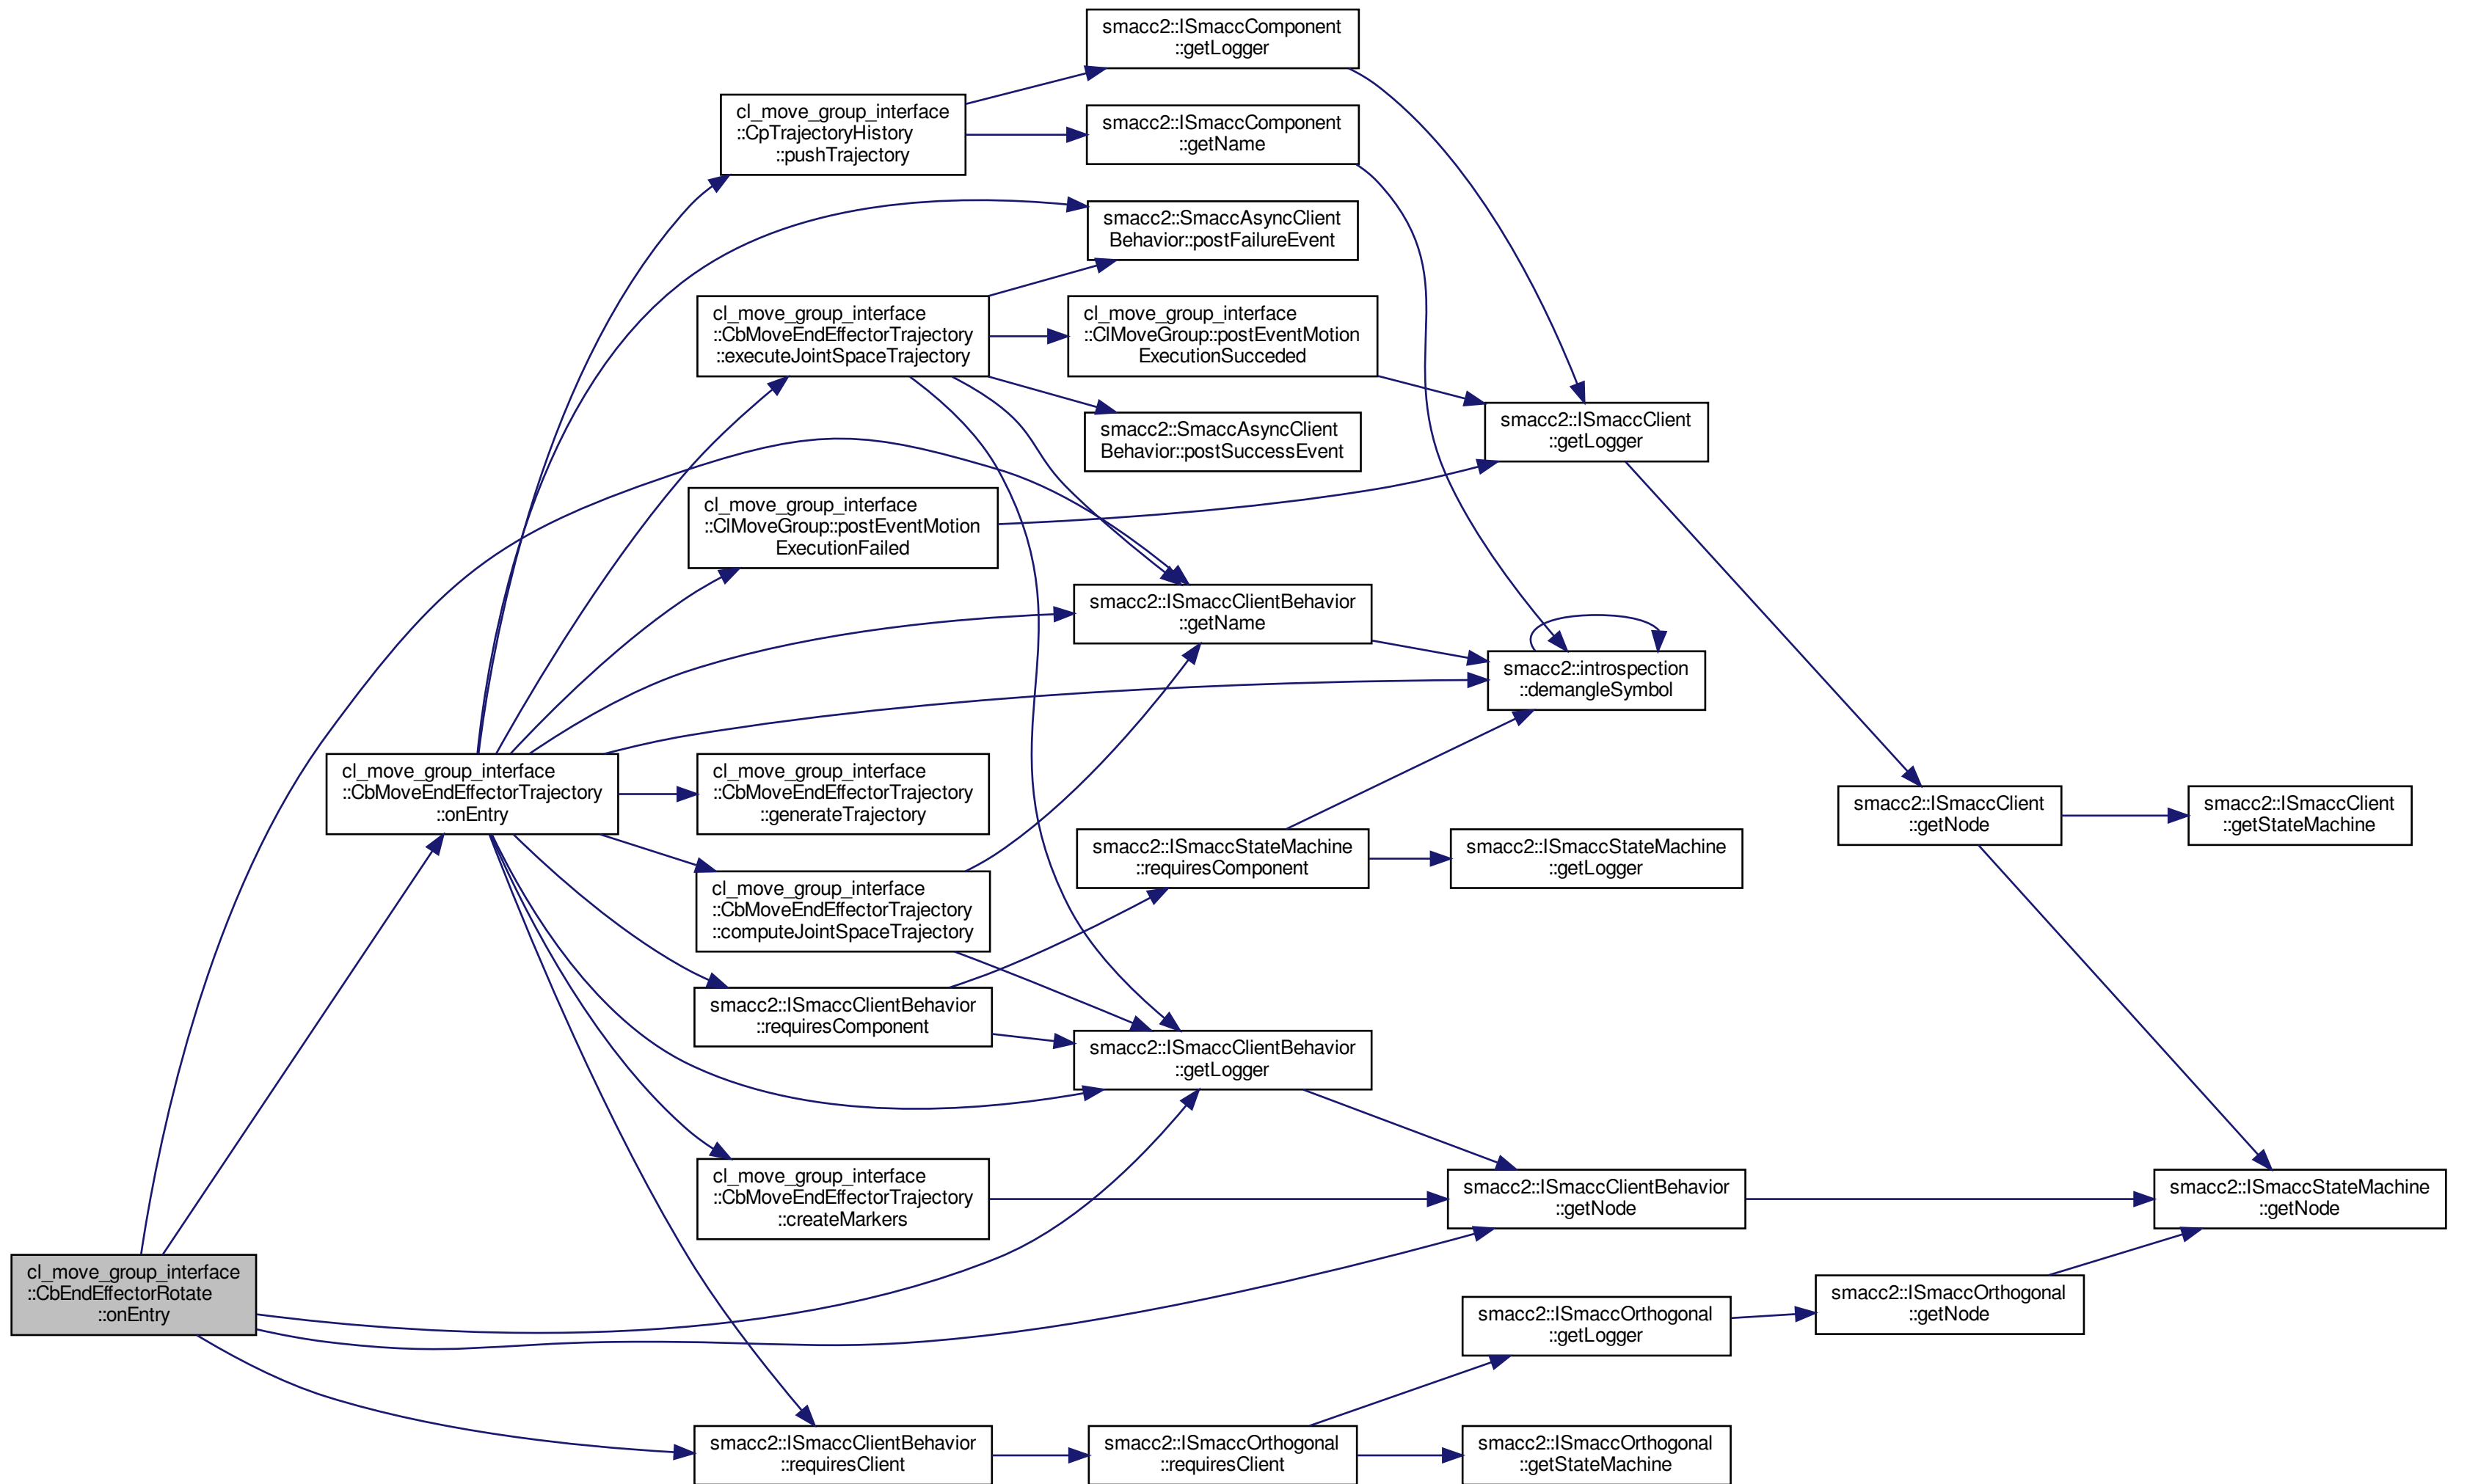 smacc2::ISmaccComponent
::getLogger
cl_move_group_interface
::CpTrajectoryHistory
::pushTrajectory
smacc2::ISmaccComponent
::getName
smacc2::SmaccAsyncClient
Behavior::postFailureEvent
cl_move_group_interface
::CbMoveEndEffectorTrajectory
::executeJointSpaceTrajectory
cl_move_group_interface
::ClMoveGroup::postEventMotion
ExecutionSucceded
smacc2::SmaccAsyncClient
Behavior::postSuccessEvent
smacc2::ISmaccClient
::getLogger
cl_move_group_interface
::ClMoveGroup::postEventMotion
ExecutionFailed
smacc2::ISmaccClientBehavior
::getName
smacc2::introspection
::demangleSymbol
cl_move_group_interface
::CbMoveEndEffectorTrajectory
::onEntry
cl_move_group_interface
::CbMoveEndEffectorTrajectory
::generateTrajectory
smacc2::ISmaccClient
::getNode
smacc2::ISmaccClient
::getStateMachine
smacc2::ISmaccStateMachine
::requiresComponent
smacc2::ISmaccStateMachine
::getLogger
cl_move_group_interface
::CbMoveEndEffectorTrajectory
::computeJointSpaceTrajectory
smacc2::ISmaccClientBehavior
::requiresComponent
smacc2::ISmaccClientBehavior
::getLogger
cl_move_group_interface
::CbMoveEndEffectorTrajectory
::createMarkers
smacc2::ISmaccClientBehavior
::getNode
smacc2::ISmaccStateMachine
::getNode
cl_move_group_interface
::CbEndEffectorRotate
::onEntry
smacc2::ISmaccOrthogonal
::getLogger
smacc2::ISmaccOrthogonal
::getNode
smacc2::ISmaccClientBehavior
::requiresClient
smacc2::ISmaccOrthogonal
::requiresClient
smacc2::ISmaccOrthogonal
::getStateMachine